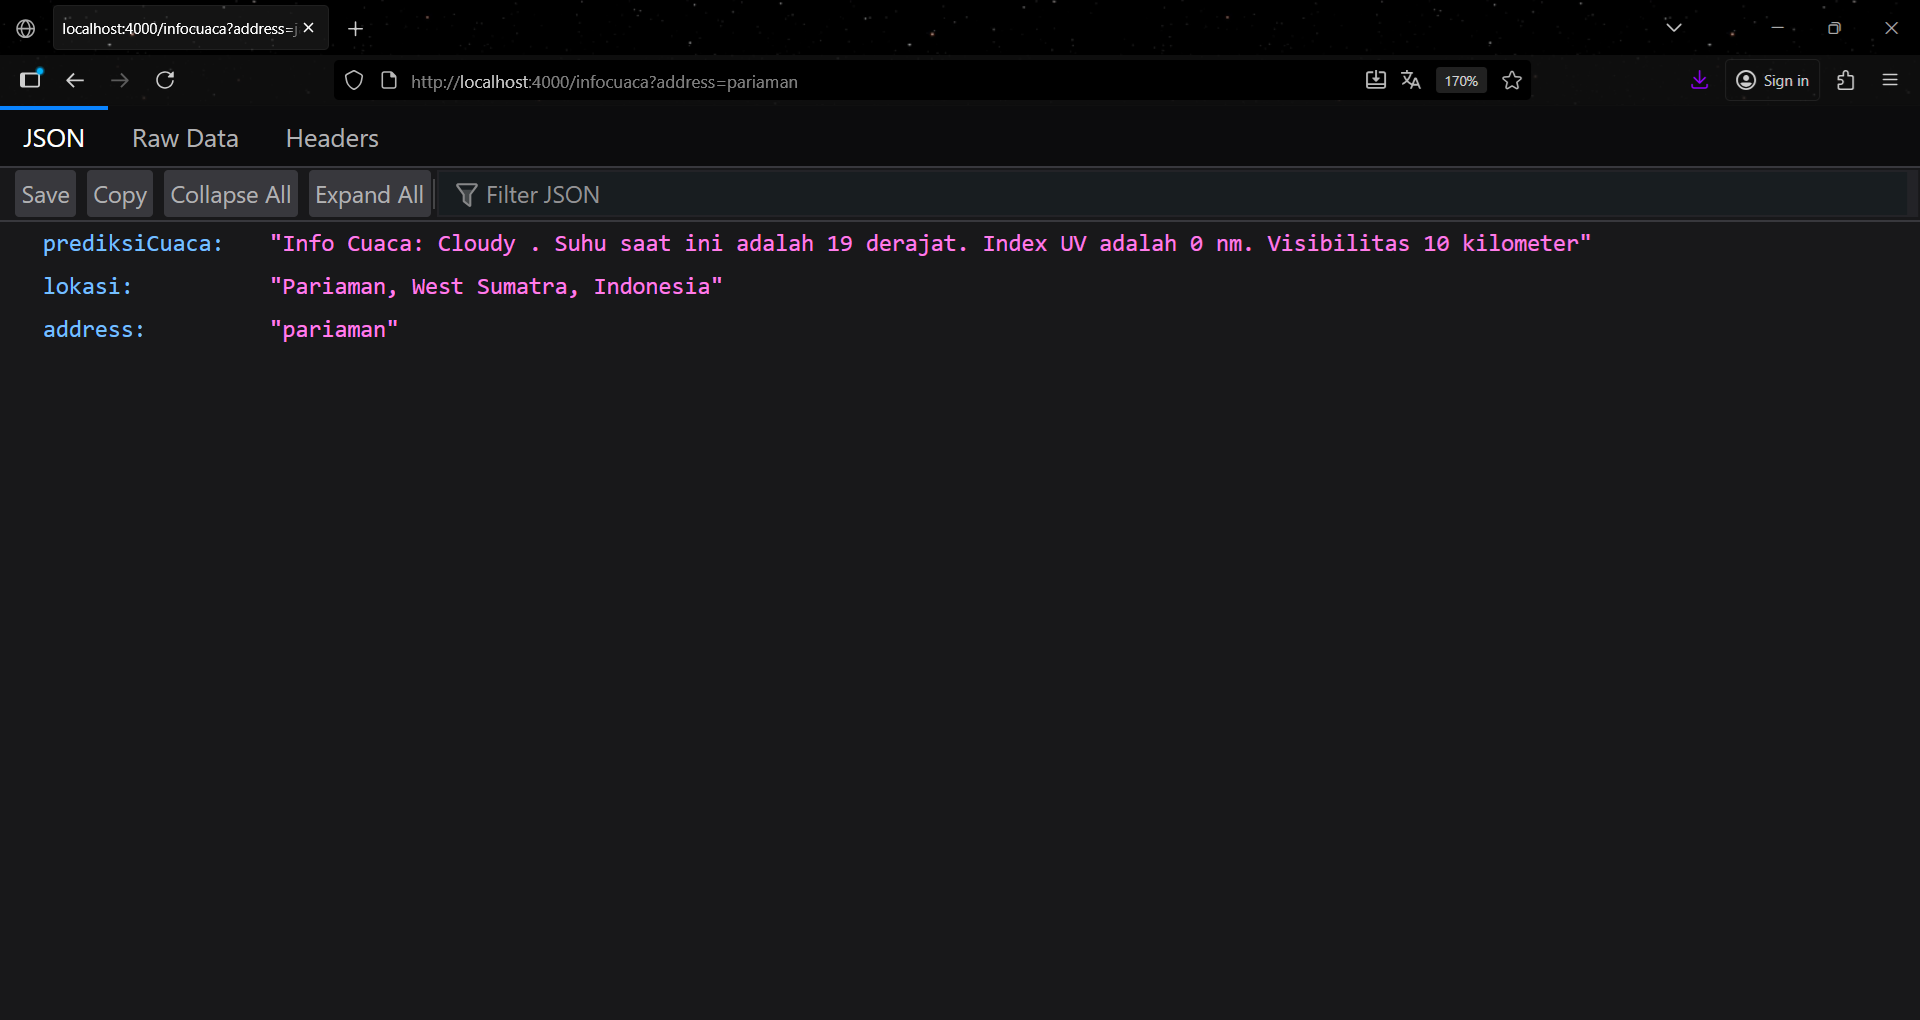 localhost:4000/infocuaca?address=
http://localhost:4000/infocuaca?address=pariaman
170%
Sign in
JSON Raw Data Headers
Save Copy Collapse All Expand All Filter JSON
prediksiCuaca: "Info Cuaca: Cloudy . Suhu saat ini adalah 19 derajat. Index UV adalah 0 nm. Visibilitas 10 kilometer"
lokasi: "Pariaman, West Sumatra, Indonesia"
address: "pariaman"